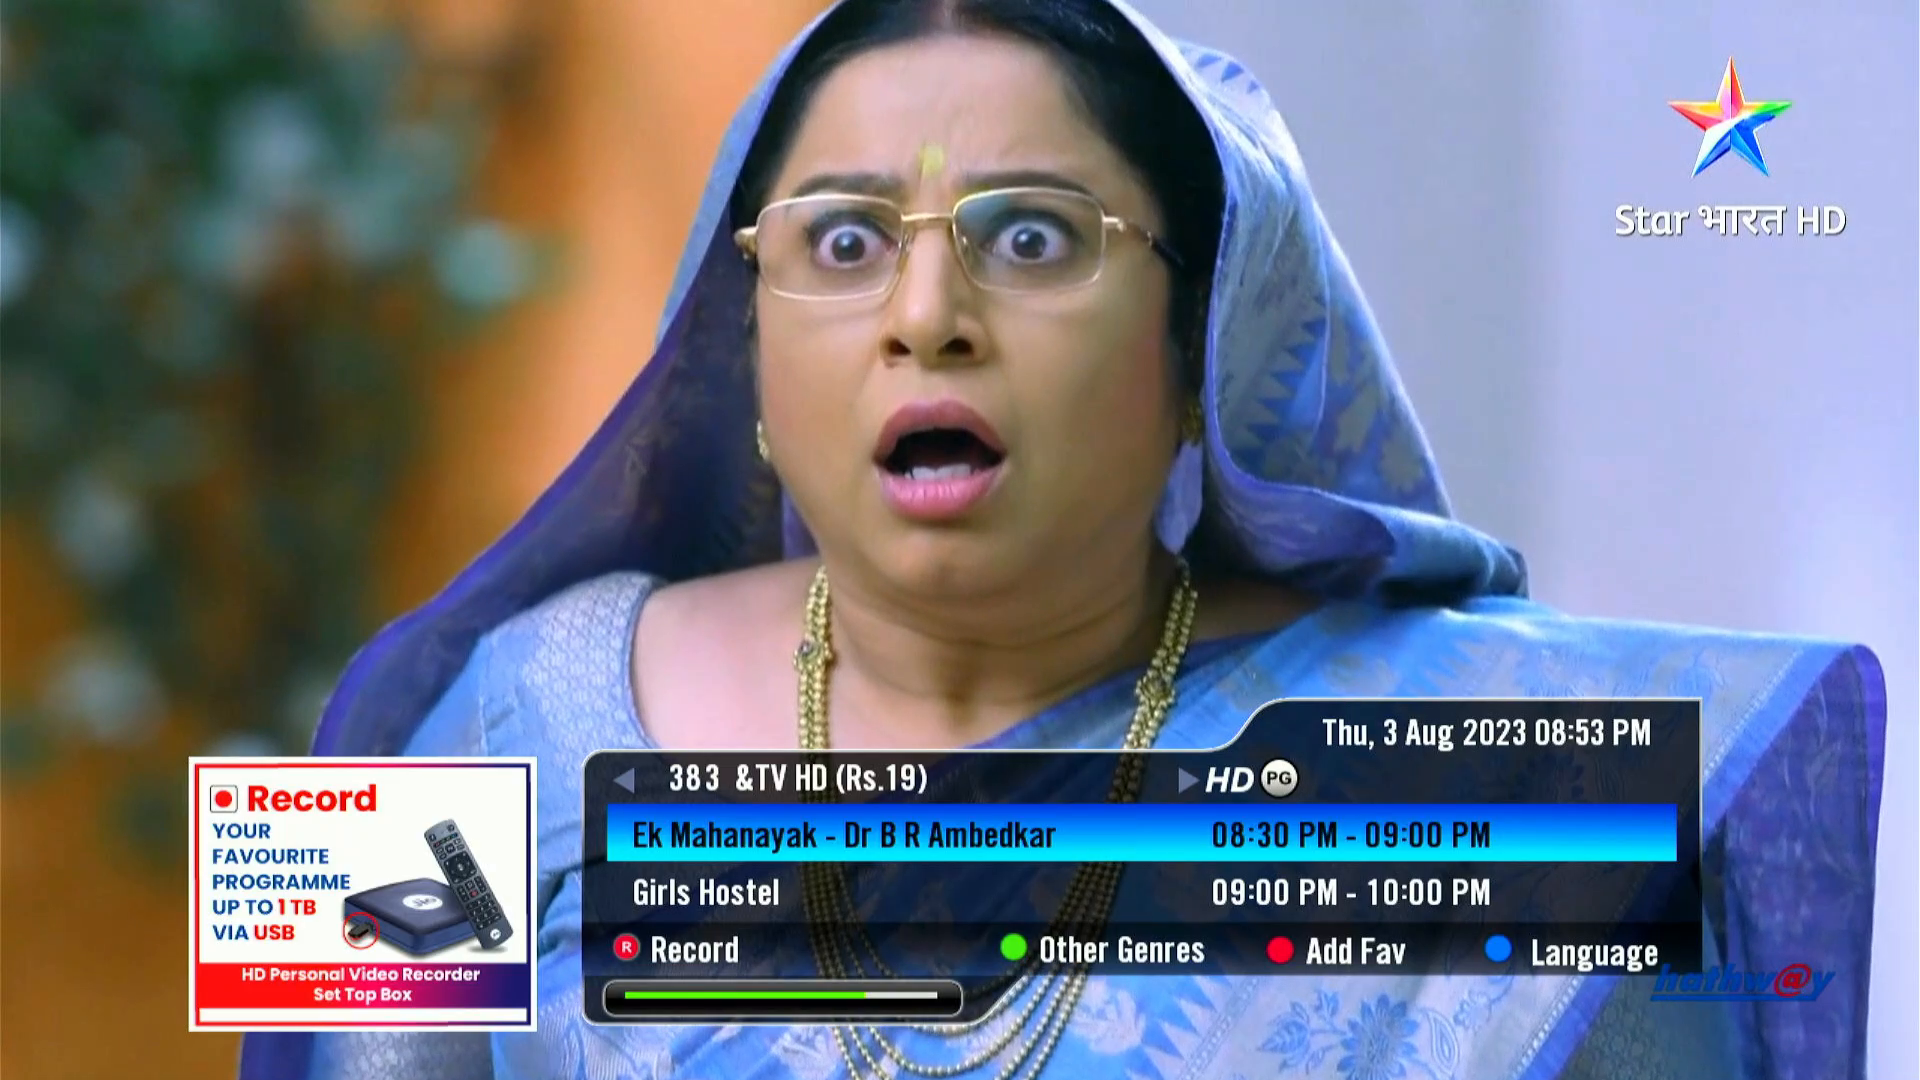 Star भारत HD
Thu, 3 Aug 2023 08:53 PM
383 &TV HD (Rs.19)
HD PG
Ek Mahanayak - Dr B R Ambedkar 08:30 PM - 09:00 PM
Girls Hostel 09:00 PM - 10:00 PM
R Record Other Genres Add Fav Language
hathw@y
Record
YOUR
FAVOURITE
PROGRAMME
UP TO 1 TB
VIA USB
Jio
HD Personal Video Recorder
Set Top Box